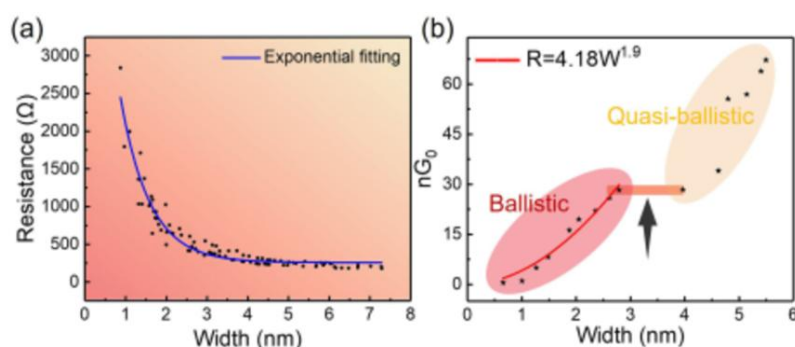 (a)
Exponential fitting
Resistance (Ω)
3000
2500
2000
1500
1000
500
0
0 1 2 3 4 5 6 7 8
Width (nm)
(b)
R=4.18W^1.9
Quasi-ballistic
Ballistic
nG₀
60
45
30
15
0
0 1 2 3 4 5 6
Width (nm)